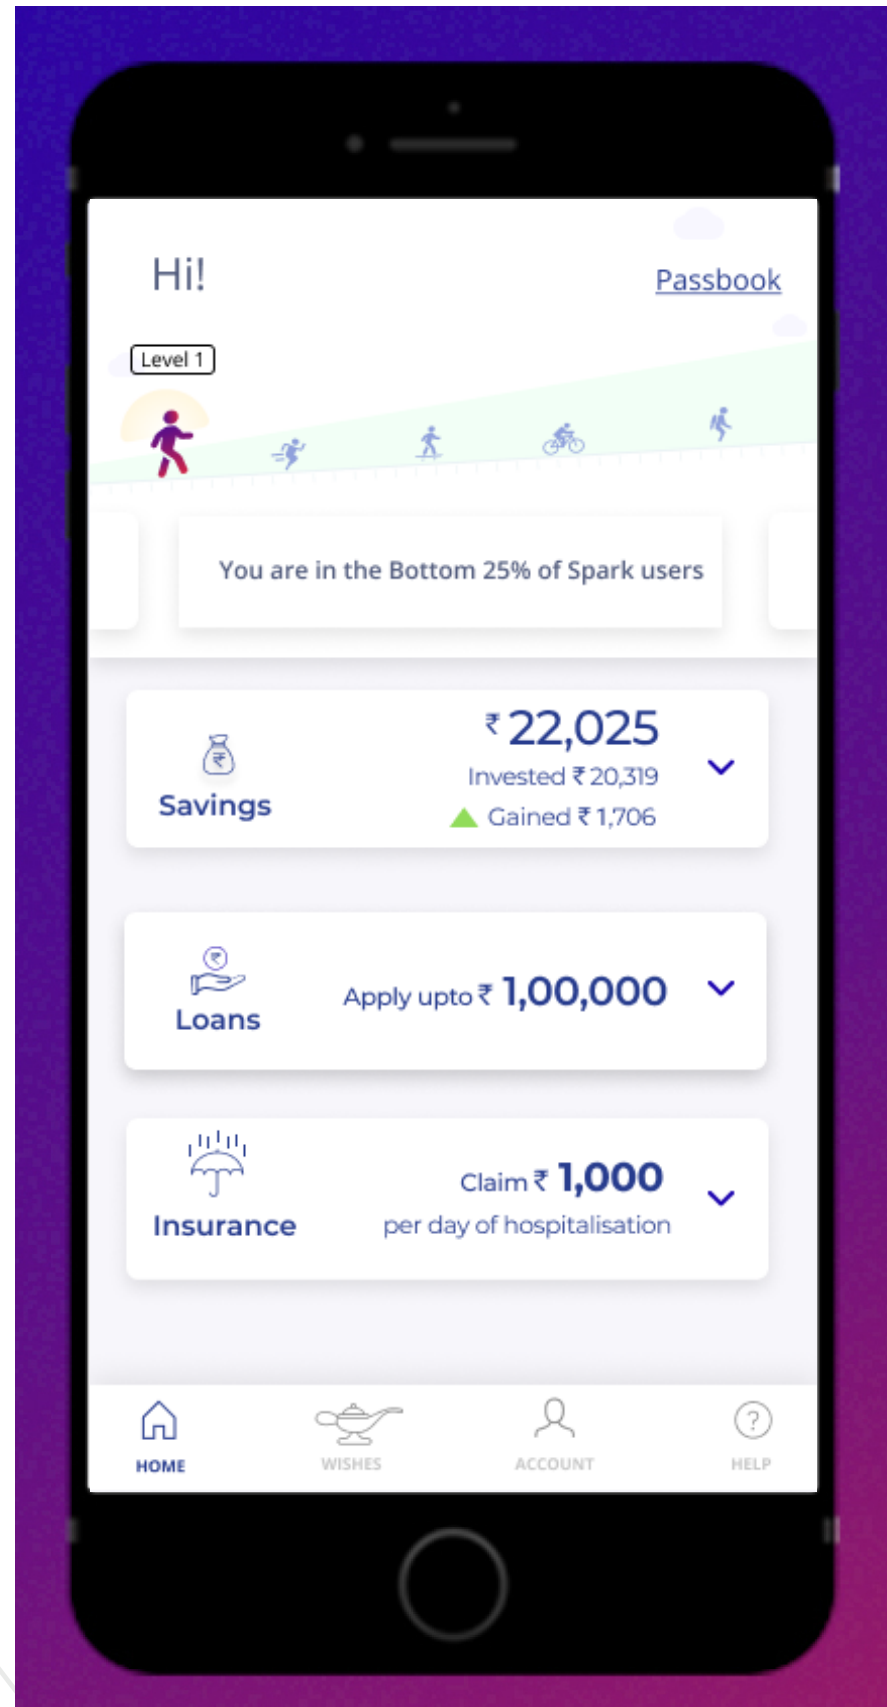 Hi!
Passbook
Level 1
You are in the Bottom 25% of Spark users
₹ 22,025
Invested ₹ 20,319
Gained ₹ 1,706
Savings
Apply upto ₹ 1,00,000
Loans
Claim ₹ 1,000
per day of hospitalisation
Insurance
HOME
WISHES
ACCOUNT
HELP